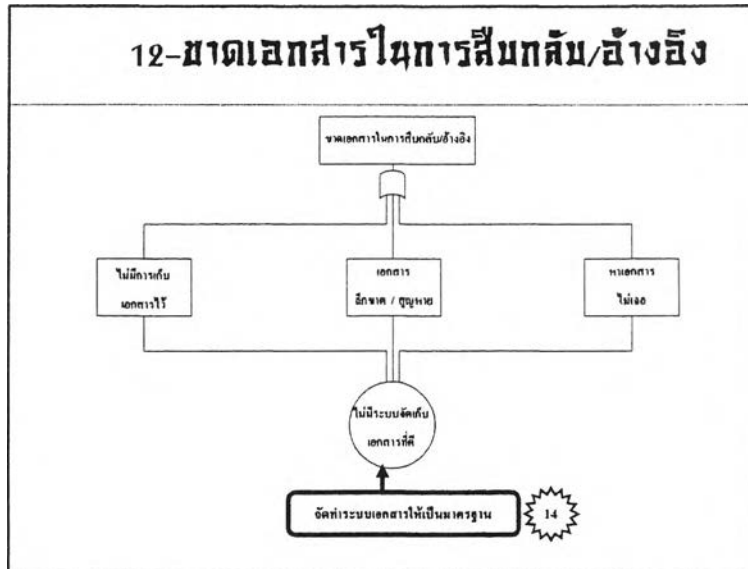 12-ขาดเอกสารในการสืบกลับ/อ้างอิง
ขาดเอกสารในการสืบกลับ/อ้างอิง
ไม่มีการเก็บ
เอกสารไว้
เอกสาร
ฉีกขาด / สูญหาย
หาเอกสาร
ไม่เจอ
ไม่มีระบบจัดเก็บ
เอกสารที่ดี
จัดทำระบบเอกสารให้เป็นมาตรฐาน
14